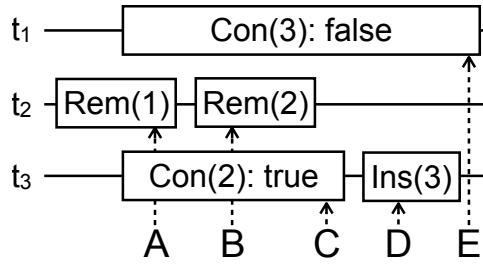 t1 Con(3): false
t2 Rem(1) Rem(2)
t3 Con(2): true Ins(3)
A B C D E